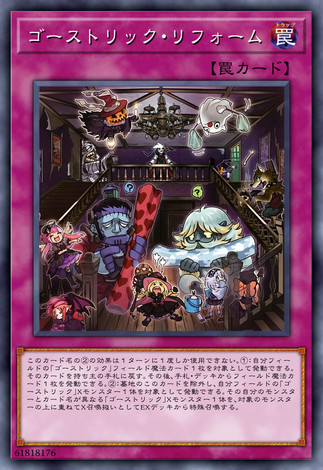 ゴーストリック・リフォーム
トラップ
罠
【罠カード】
?
?
このカード名の②の効果は1ターンに1度しか使用できない。①:自分フィー
ルドの「ゴーストリック」フィールド魔法カード1枚を対象として発動できる。
そのカードを持ち主の手札に戻す。その後、手札・デッキからフィールド魔法カ
ード1枚を発動できる。②:墓地のこのカードを除外し、自分フィールドの「ゴ
ーストリック」Xモンスター1体を対象として発動できる。その自分のモンスタ
ーとカード名が異なる「ゴーストリック」Xモンスター1体を、対象のモンスタ
ーの上に重ねてX召喚扱いとしてEXデッキから特殊召喚する。
61818176